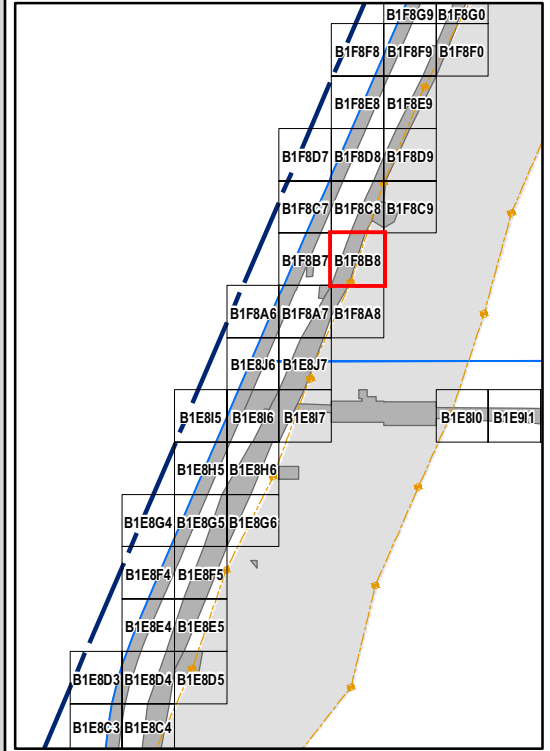 B1F8G9 B1F8G0
B1F8F8 B1F8F9 B1F8F0
B1F8E8 B1F8E9
B1F8D7 B1F8D8 B1F8D9
B1F8C7 B1F8C8 B1F8C9
B1F8B7 B1F8B8
B1F8A6 B1F8A7 B1F8A8
B1E8J6 B1E8J7
B1E8I5 B1E8I6 B1E8I7 B1E8I0 B1E9I1
B1E8H5 B1E8H6
B1E8G4 B1E8G5 B1E8G6
B1E8F4 B1E8F5
B1E8E4 B1E8E5
B1E8D3 B1E8D4 B1E8D5
B1E8C3 B1E8C4